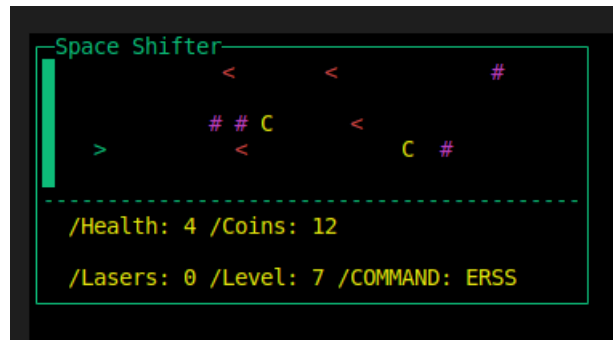 Space Shifter
< < #
# # C <
> < C #
/Health: 4 /Coins: 12
/Lasers: 0 /Level: 7 /COMMAND: ERSS